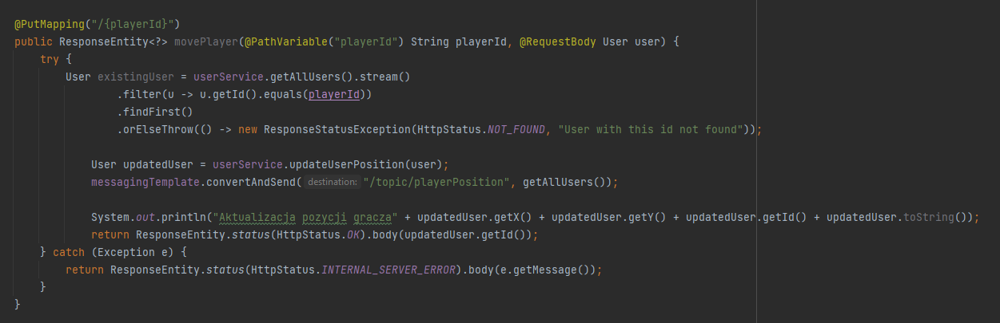 @PutMapping("/{playerId}")
public ResponseEntity<?> movePlayer(@PathVariable("playerId") String playerId, @RequestBody User user) {
    try {
        User existingUser = userService.getAllUsers().stream()
                .filter(u -> u.getId().equals(playerId))
                .findFirst()
                .orElseThrow(() -> new ResponseStatusException(HttpStatus.NOT_FOUND, "User with this id not found"));
            User updatedUser = userService.updateUserPosition(user);
            messagingTemplate.convertAndSend( destination: "/topic/playerPosition", getAllUsers());
            System.out.println("Aktualizacja pozycji gracza" + updatedUser.getX() + updatedUser.getY() + updatedUser.getId() + updatedUser.toString());
            return ResponseEntity.status(HttpStatus.OK).body(updatedUser.getId());
    } catch (Exception e) {
        return ResponseEntity.status(HttpStatus.INTERNAL_SERVER_ERROR).body(e.getMessage());
    }
}